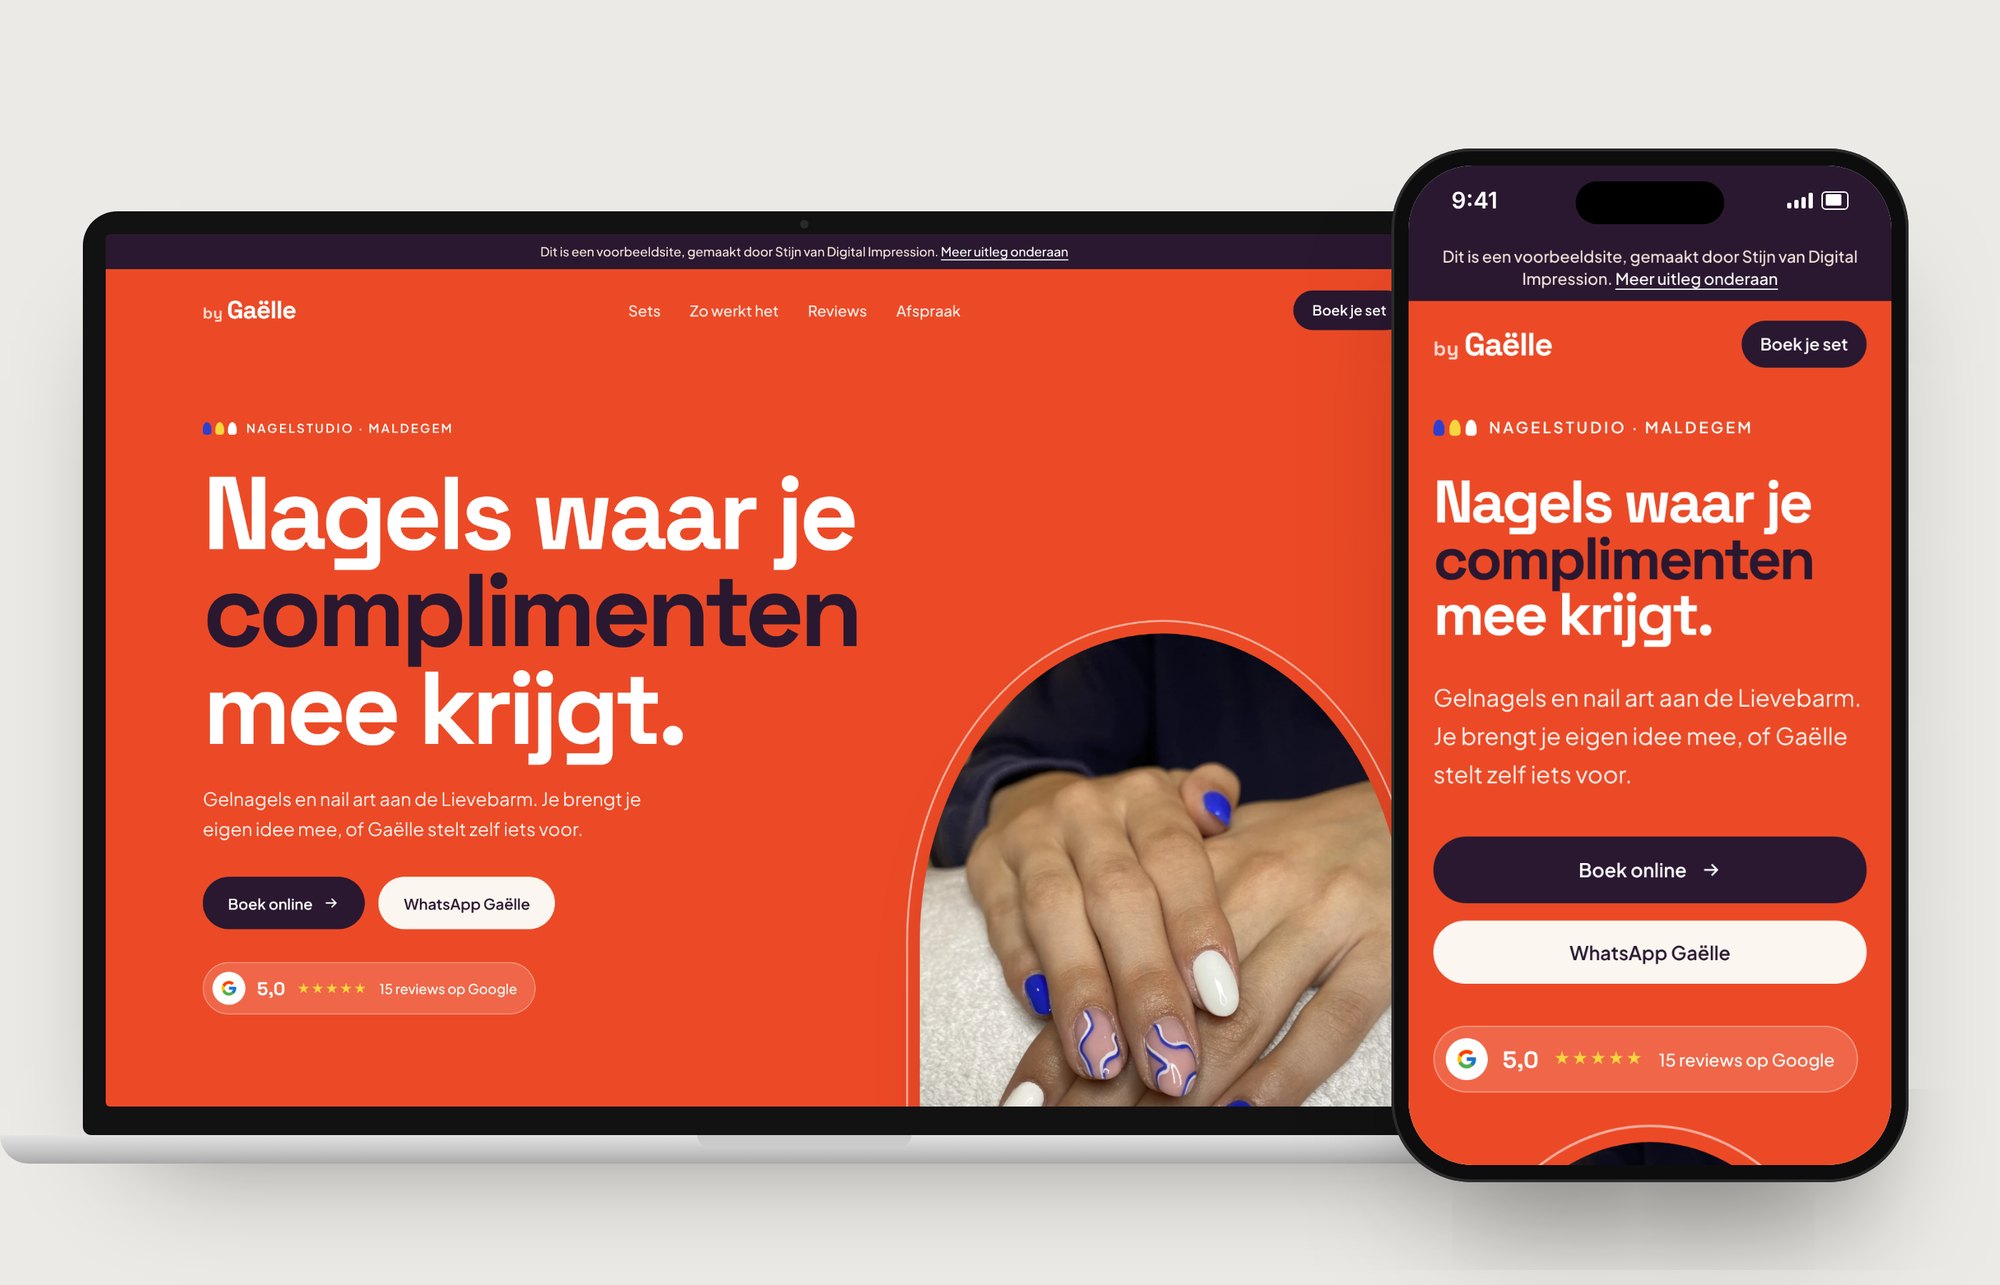 Dit is een voorbeeldsite, gemaakt door Stijn van Digital Impression. Meer uitleg onderaan
by Gaëlle
Sets
Zo werkt het
Reviews
Afspraak
Boek je set
NAGELSTUDIO · MALDEGEM
Nagels waar je
complimenten
mee krijgt.
Gelnagels en nail art aan de Lievebarm. Je brengt je
eigen idee mee, of Gaëlle stelt zelf iets voor.
Boek online →
WhatsApp Gaëlle
G 5,0 ★★★★★ 15 reviews op Google
9:41
Dit is een voorbeeldsite, gemaakt door Stijn van Digital
Impression. Meer uitleg onderaan
by Gaëlle
Boek je set
NAGELSTUDIO · MALDEGEM
Nagels waar je
complimenten
mee krijgt.
Gelnagels en nail art aan de Lievebarm.
Je brengt je eigen idee mee, of Gaëlle
stelt zelf iets voor.
Boek online →
WhatsApp Gaëlle
G 5,0 ★★★★★ 15 reviews op Google